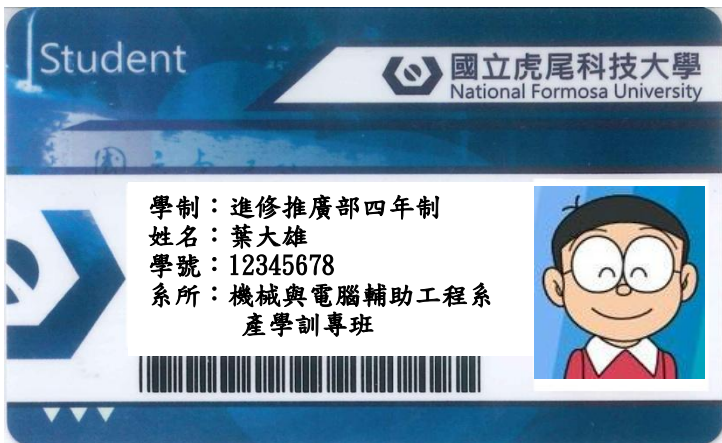 Student
國立虎尾科技大學
National Formosa University
學制：進修推廣部四年制
姓名：葉大雄
學號：12345678
系所：機械與電腦輔助工程系
產學訓專班